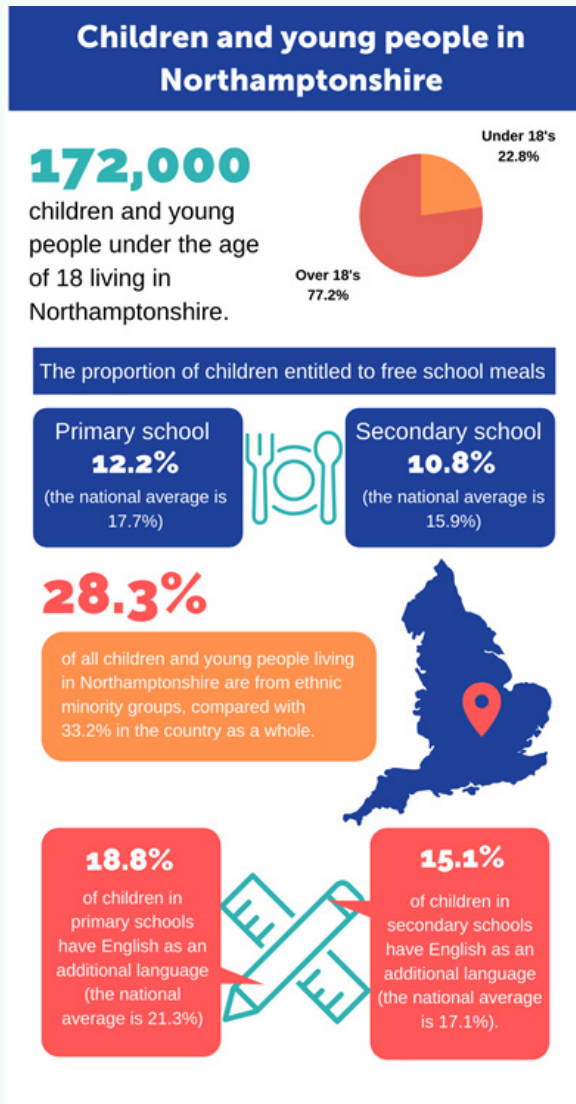 Children and young people in
Northamptonshire
172,000
children and young
people under the age
of 18 living in
Northamptonshire.
Under 18's
22.8%
Over 18's
77.2%
The proportion of children entitled to free school meals
Primary school
12.2%
(the national average is
17.7%)
Secondary school
10.8%
(the national average is
15.9%)
28.3%
of all children and young people living
in Northamptonshire are from ethnic
minority groups, compared with
33.2% in the country as a whole.
18.8%
of children in
primary schools
have English as an
additional language
(the national
average is 21.3%)
15.1%
of children in
secondary schools
have English as an
additional language
(the national average
is 17.1%).